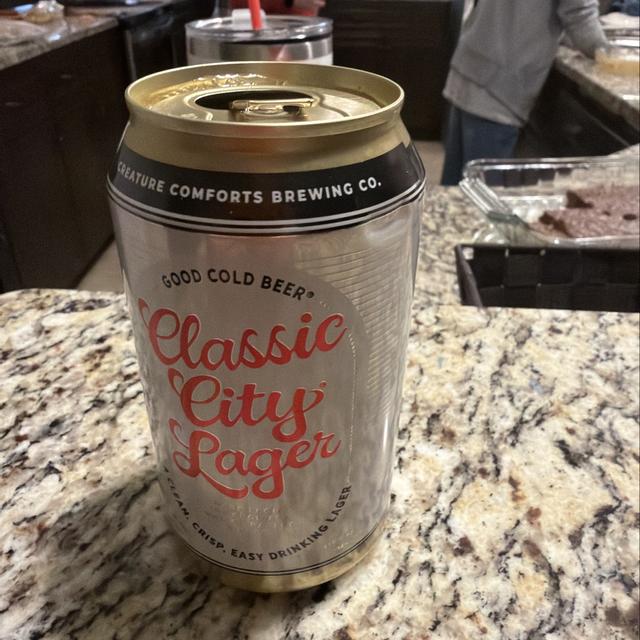 CREATURE COMFORTS BREWING CO.
GOOD COLD BEER®
Classic
City
Lager
CLEAN, CRISP, EASY DRINKING LAGER